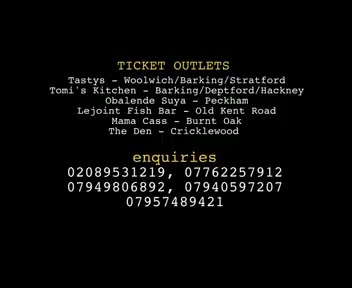 TICKET OUTLETS
Tastys - Woolwich/Barking/Stratford
Tomi's Kitchen - Barking/Deptford/Hackney
Obalende Suya - Peckham
Lejoint Fish Bar - Old Kent Road
Mama Cass - Burnt Oak
The Den - Cricklewood
enquiries
02089531219, 07762257912
07949806892, 07940597207
07957489421